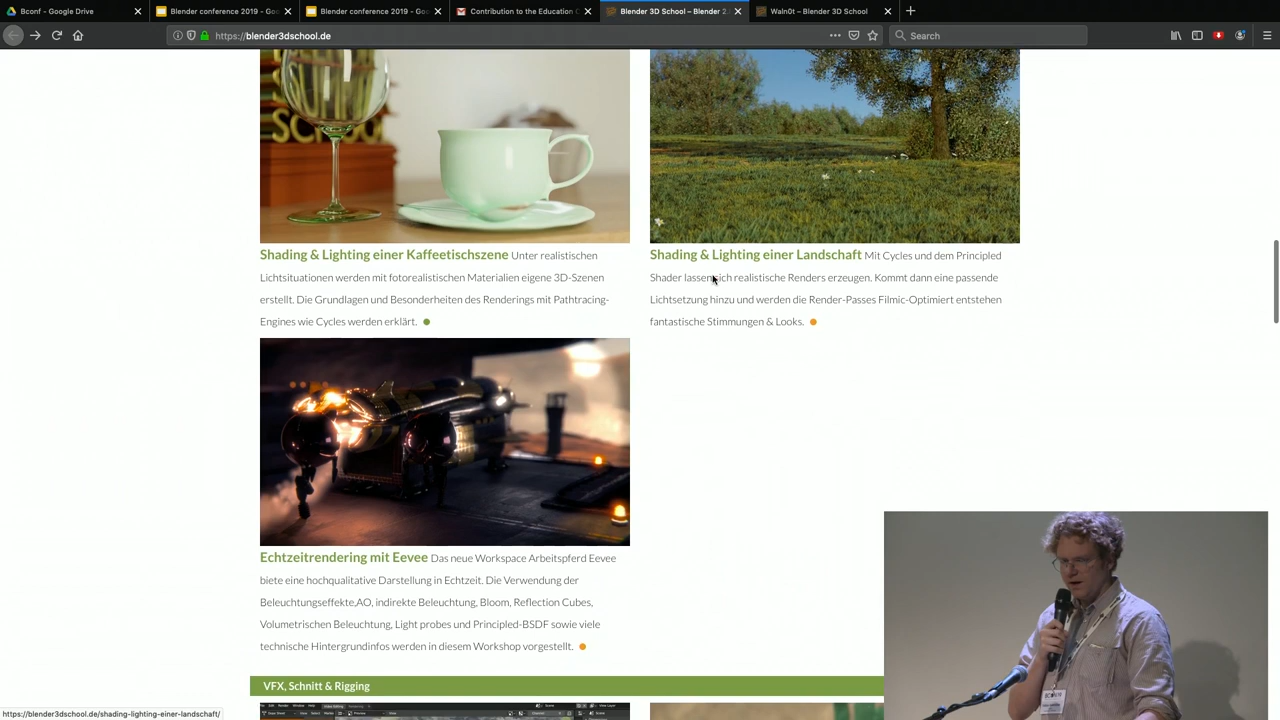 Bconf - Google Drive
Blender conference 2019 - Go
Blender conference 2019 - Go
Contribution to the Education C
Blender 3D School – Blender 2.
Waln0t – Blender 3D School
https://blender3dschool.de
Search
Shading & Lighting einer Kaffeetischszene Unter realistischen
Lichtsituationen werden mit fotorealistischen Materialien eigene 3D-Szenen
erstellt. Die Grundlagen und Besonderheiten des Renderings mit Pathtracing-
Engines wie Cycles werden erklärt.
Shading & Lighting einer Landschaft Mit Cycles und dem Principled
Shader lassen sich realistische Renders erzeugen. Kommt dann eine passende
Lichtsetzung hinzu und werden die Render-Passes Filmic-Optimiert entstehen
fantastische Stimmungen & Looks.
Echtzeitrendering mit Eevee Das neue Workspace Arbeitspferd Eevee
biete eine hochqualitative Darstellung in Echtzeit. Die Verwendung der
Beleuchtungseffekte,AO, indirekte Beleuchtung, Bloom, Reflection Cubes,
Volumetrischen Beleuchtung, Light probes und Principled-BSDF sowie viele
technische Hintergrundinfos werden in diesem Workshop vorgestellt.
VFX, Schnitt & Rigging
https://blender3dschool.de/shading-lighting-einer-landschaft/